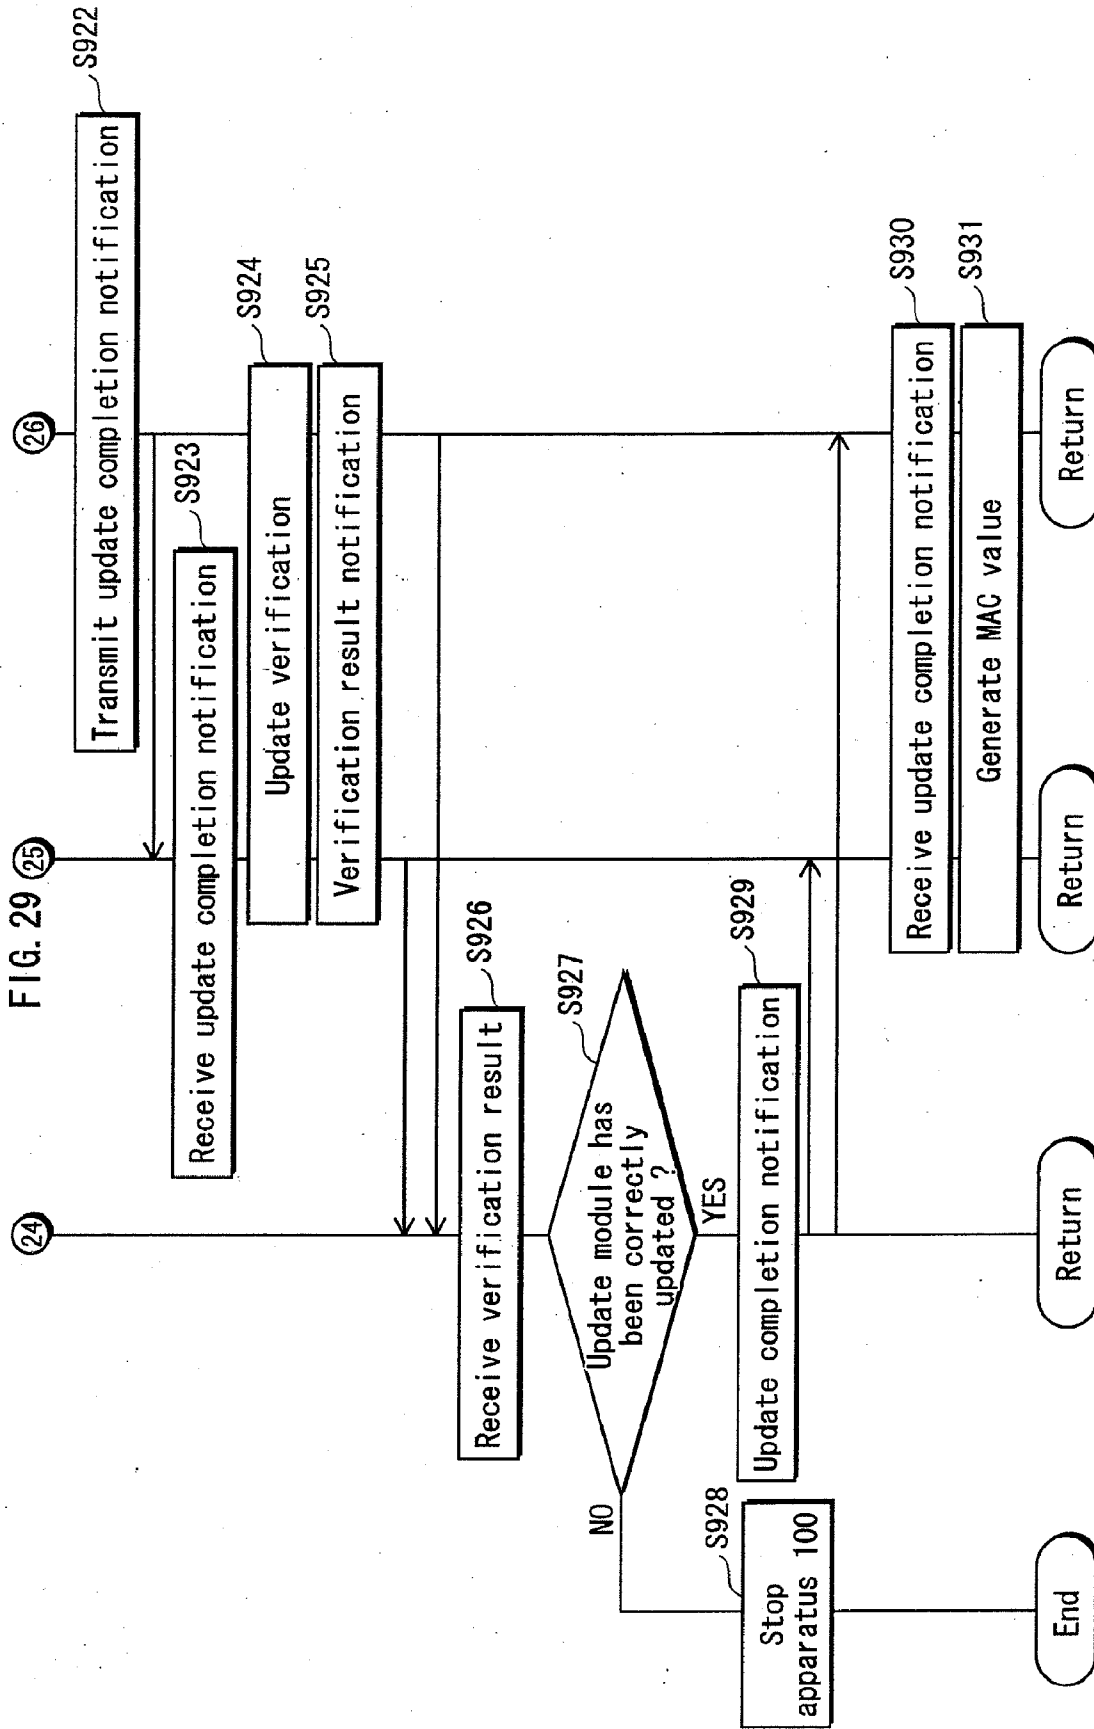 FIG. 29
24
25
26
Transmit update completion notification
S922
Receive update completion notification
S923
Update verification
S924
Verification result notification
S925
Receive verification result
S926
Update module has
been correctly
updated ?
S927
NO
YES
Stop
apparatus 100
S928
Update completion notification
S929
Receive update completion notification
S930
Generate MAC value
S931
End
Return
Return
Return